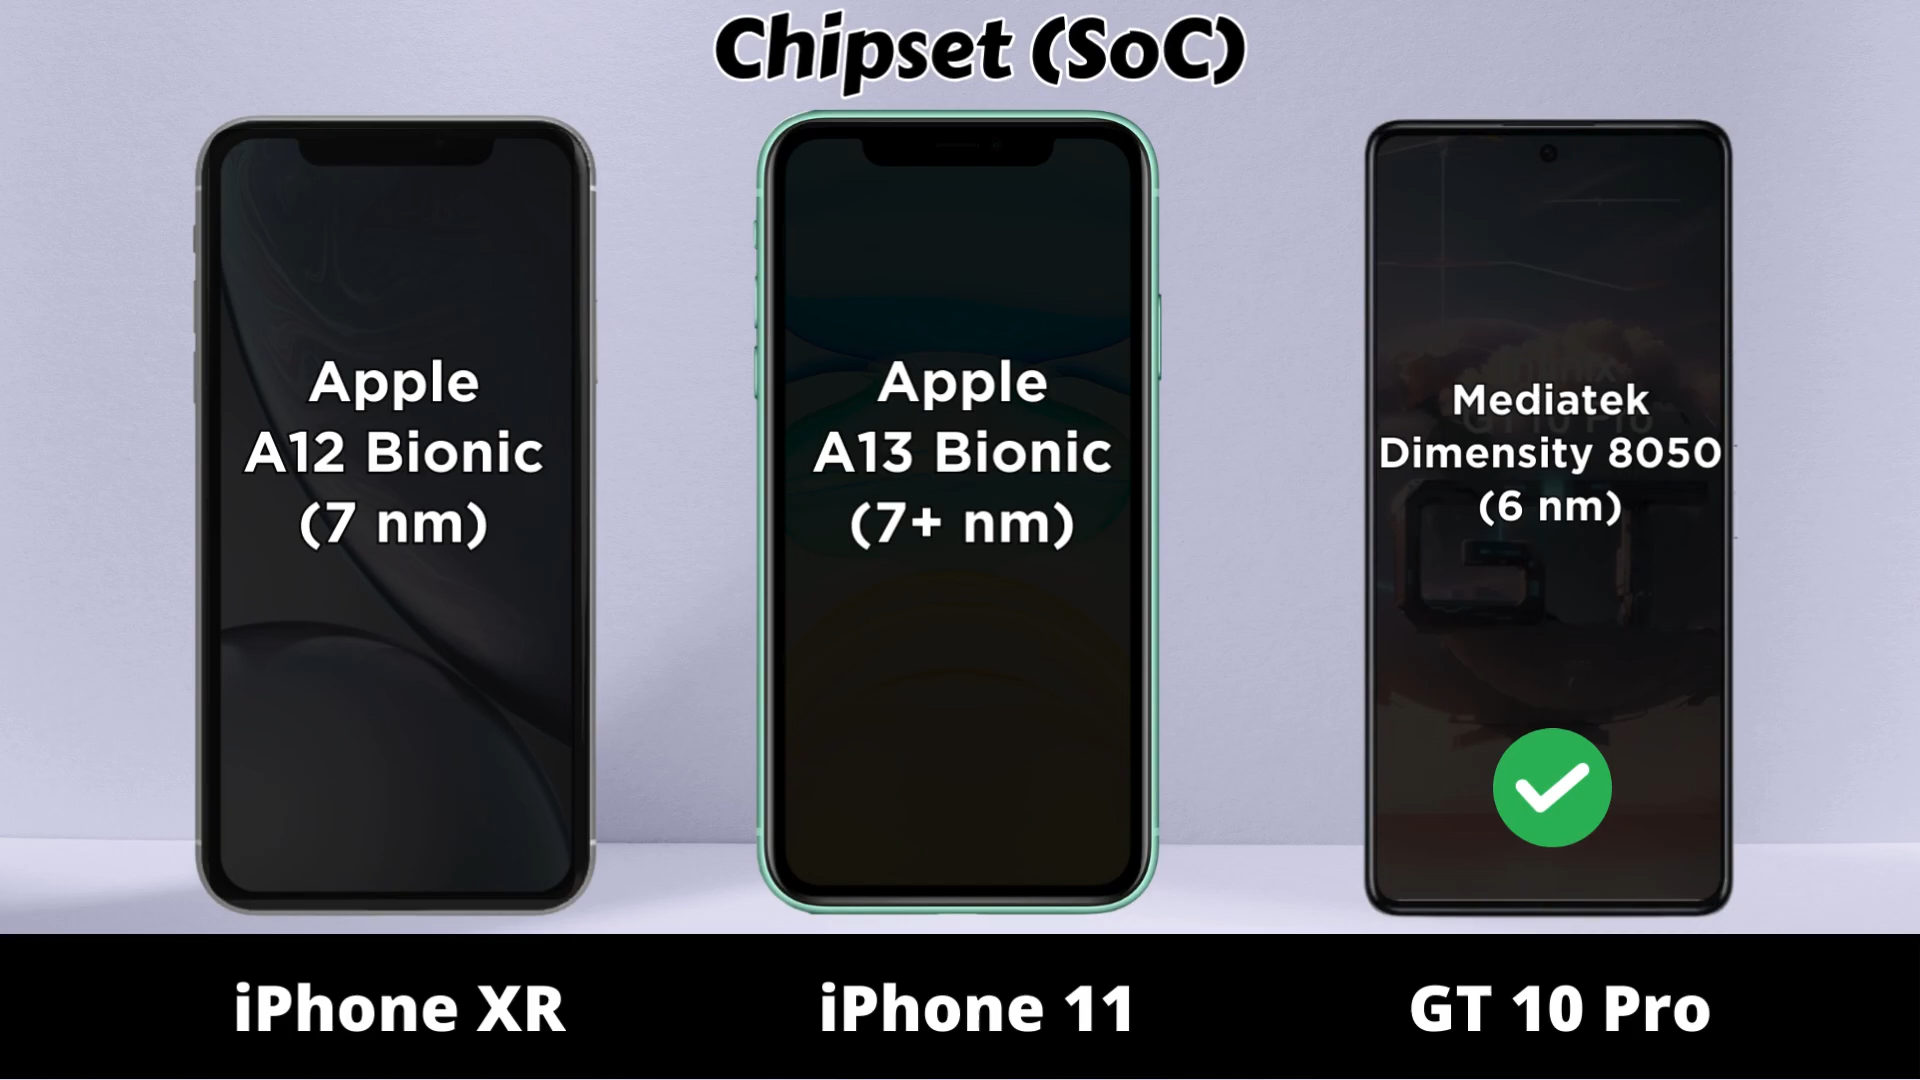 Chipset (SoC)
Apple
A12 Bionic
(7 nm)
Apple
A13 Bionic
(7+ nm)
Mediatek
Dimensity 8050
(6 nm)
iPhone XR
iPhone 11
GT 10 Pro